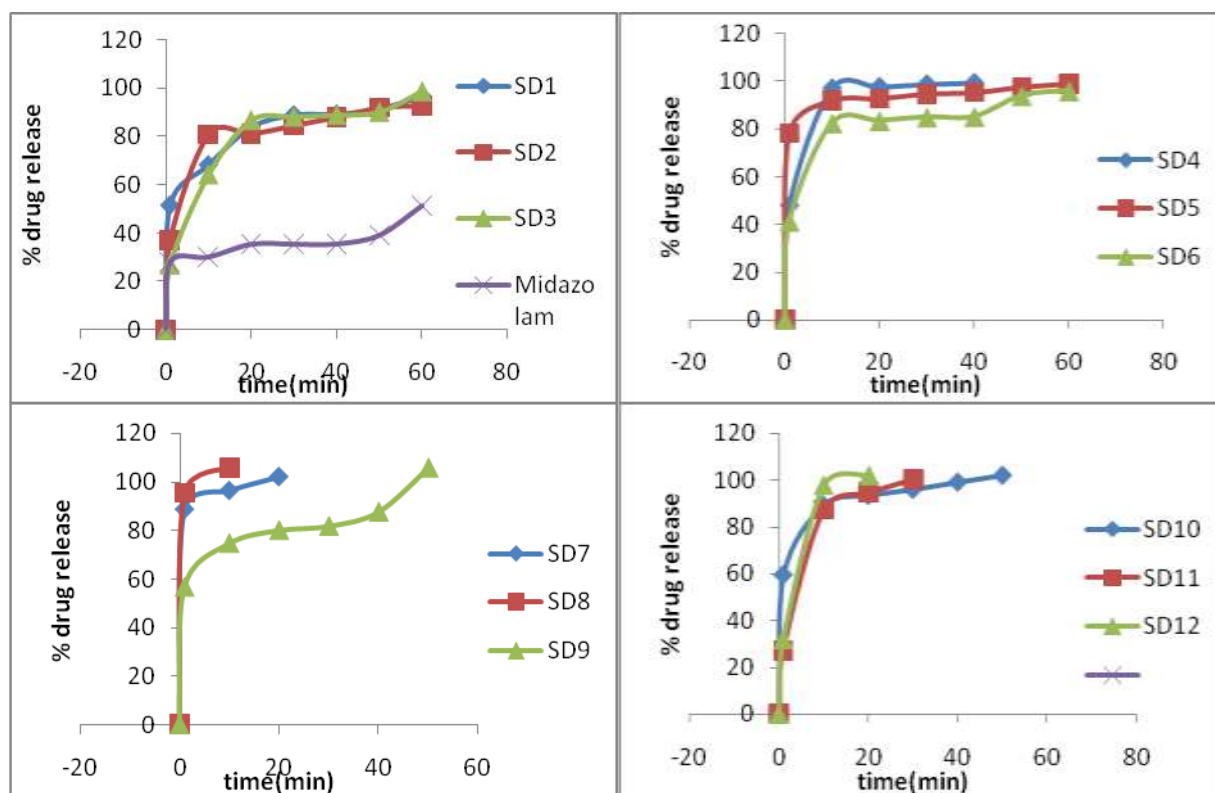 120
100
80
60
40
20
0
-20 0 20 40 60 80
% drug release
time(min)
SD1
SD2
SD3
Midazo
lam
120
100
80
60
40
20
0
-20 0 20 40 60 80
% drug release
time(min)
SD4
SD5
SD6
120
100
80
60
40
20
0
-20 0 20 40 60
% drug release
time(min)
SD7
SD8
SD9
120
100
80
60
40
20
0
-20 0 20 40 60 80
% drug release
time(min)
SD10
SD11
SD12